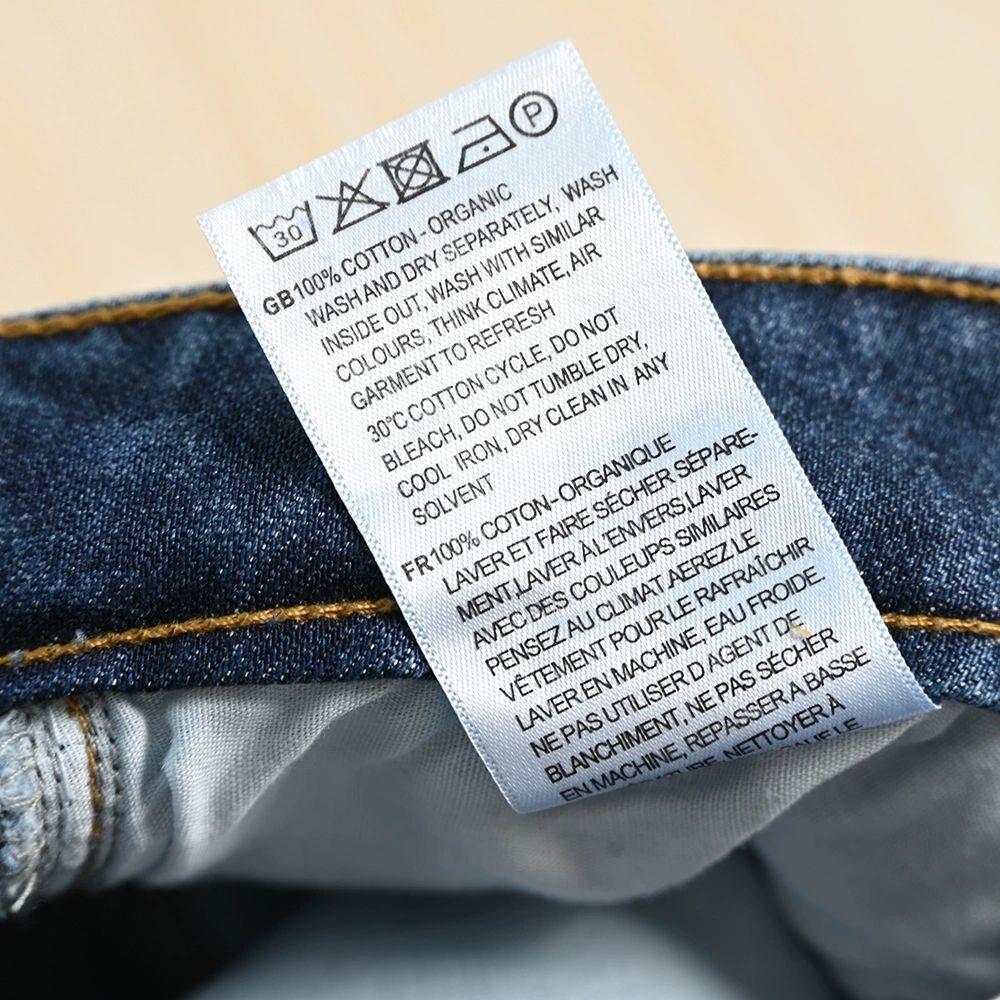 30 P
GB100% COTTON - ORGANIC
WASH AND DRY SEPARATELY, WASH
INSIDE OUT, WASH WITH SIMILAR
COLOURS, THINK CLIMATE, AIR
GARMENT TO REFRESH
30°C COTTON CYCLE, DO NOT
BLEACH, DO NOT TUMBLE DRY,
COOL IRON, DRY CLEAN IN ANY
SOLVENT
FR100% COTON-ORGANIQUE
LAVER ET FAIRE SÉCHER SÉPARE-
MENT,LAVER À L'ENVERS,LAVER
AVEC DES COULEUPS SIMILAIRES
PENSEZ AU CLIMAT AEREZ LE
VÊTEMENT POUR LE RAFRAÎCHIR
LAVER EN MACHINE, EAU FROIDE.
NE PAS UTILISER D AGENT DE
BLANCHIMENT, NE PAS SÉCHER
EN MACHINE, REPASSER A BASSE
NETTOYER À
LE